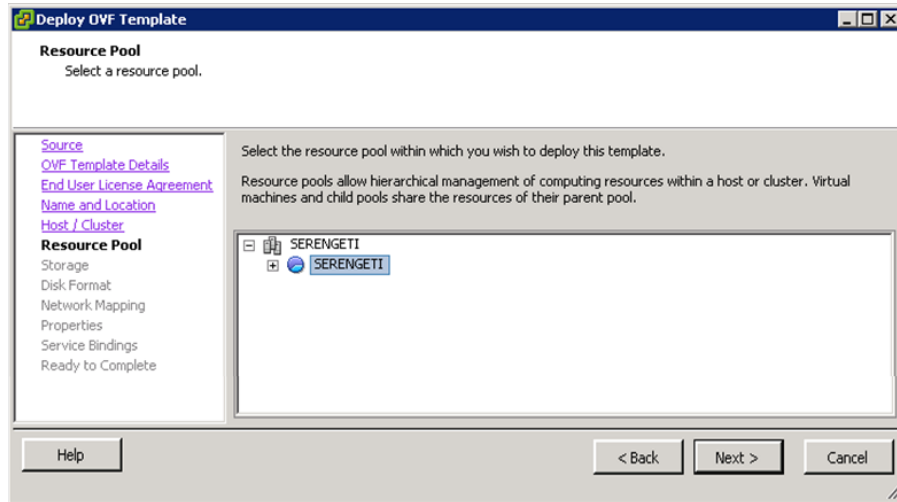 Deploy OVF Template
Resource Pool
Select a resource pool.
Source
OVF Template Details
End User License Agreement
Name and Location
Host / Cluster
Resource Pool
Storage
Disk Format
Network Mapping
Properties
Service Bindings
Ready to Complete
Select the resource pool within which you wish to deploy this template.
Resource pools allow hierarchical management of computing resources within a host or cluster. Virtual
machines and child pools share the resources of their parent pool.
SERENGETI
SERENGETI
Help
< Back
Next >
Cancel